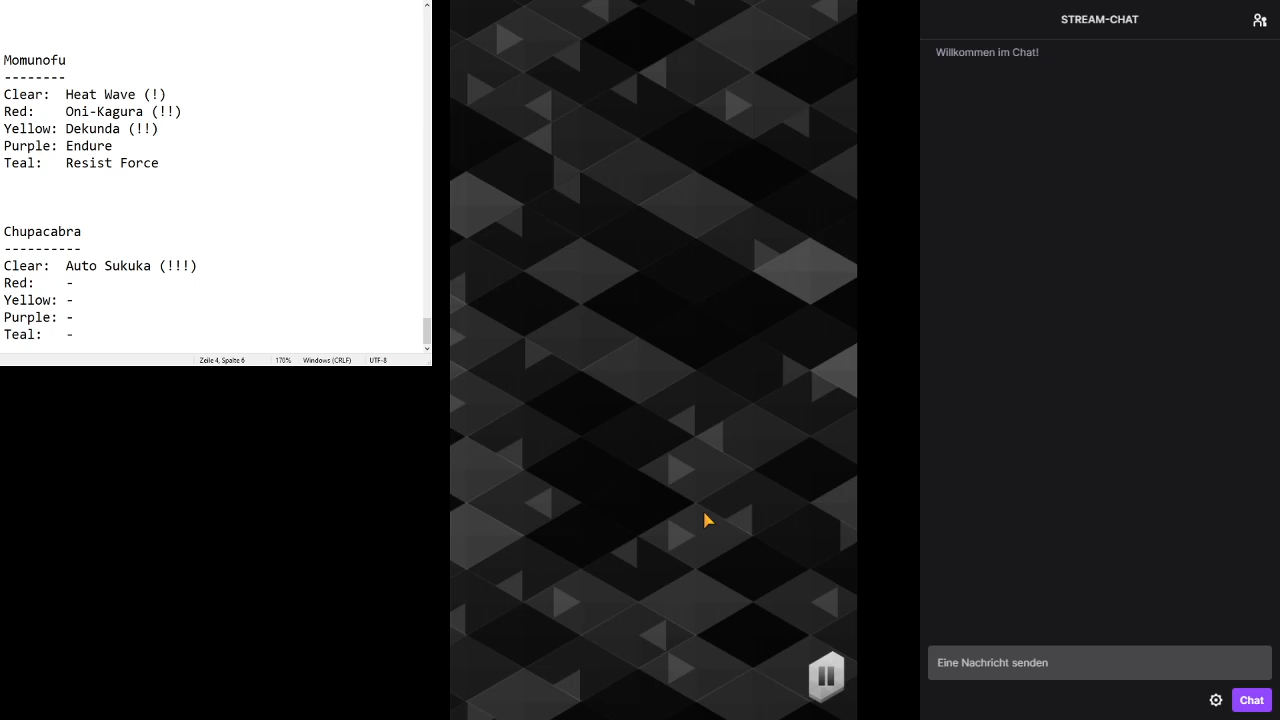 Momunofu
--------
Clear:  Heat Wave (!)
Red:    Oni-Kagura (!!)
Yellow: Dekunda (!!)
Purple: Endure
Teal:   Resist Force
Chupacabra
----------
Clear:  Auto Sukuka (!!!)
Red:    -
Yellow: -
Purple: -
Teal:   -
Zeile 4, Spalte 6
170%
Windows (CRLF)
UTF-8
STREAM-CHAT
Willkommen im Chat!
Eine Nachricht senden
Chat